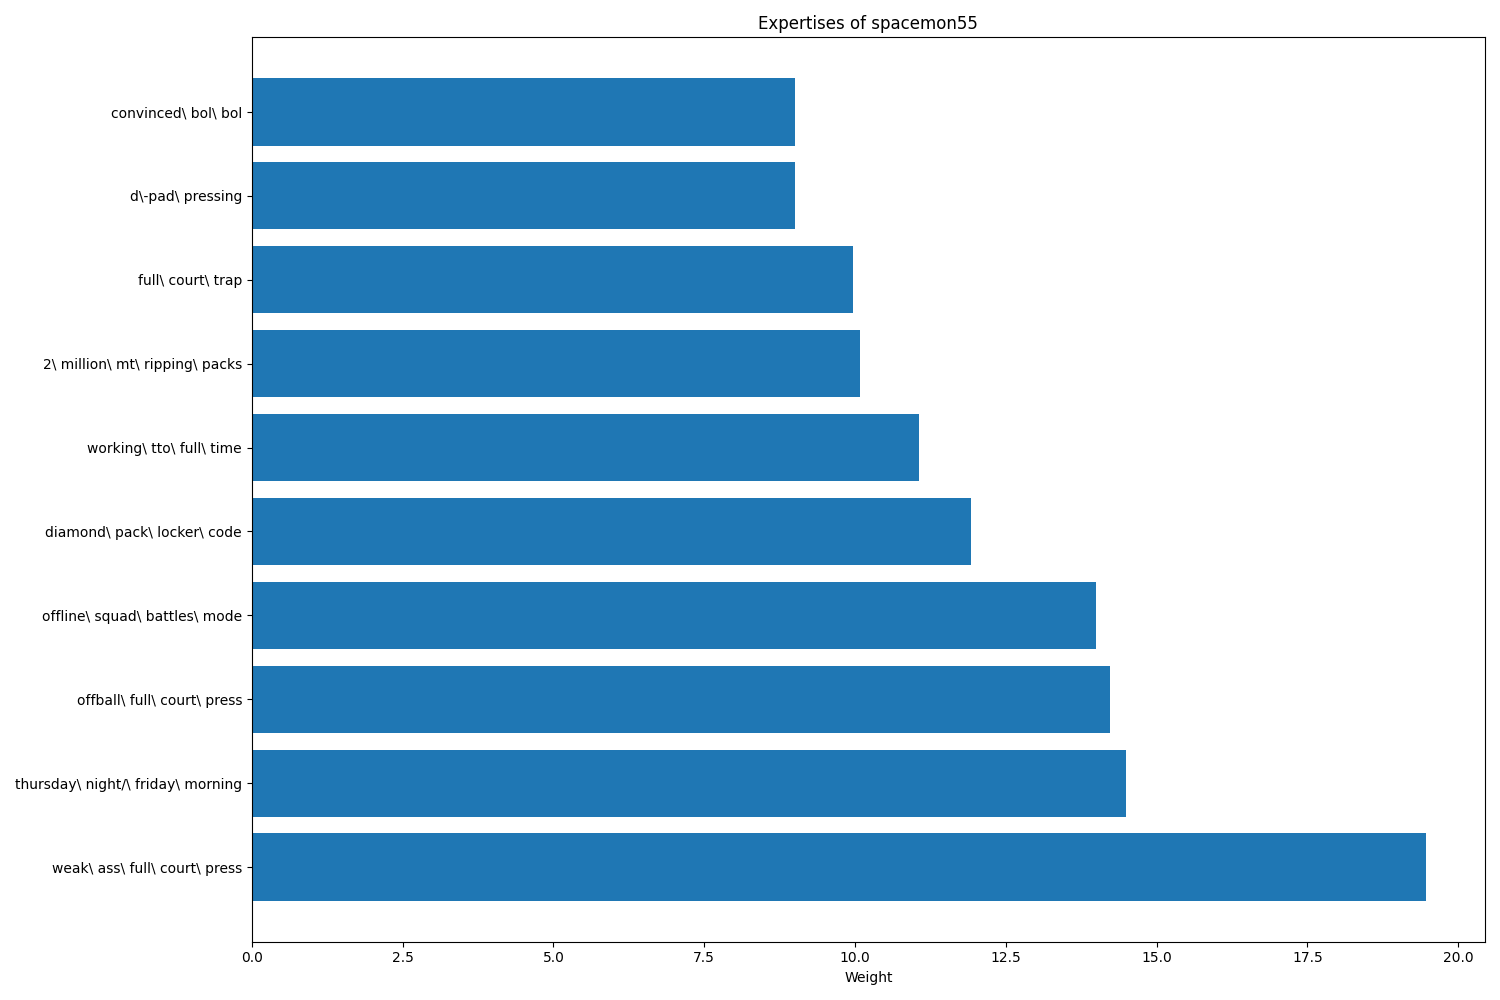 Expertises of spacemon55
convinced\ bol\ bol
d\-pad\ pressing
full\ court\ trap
2\ million\ mt\ ripping\ packs
working\ tto\ full\ time
diamond\ pack\ locker\ code
offline\ squad\ battles\ mode
offball\ full\ court\ press
thursday\ night/\ friday\ morning
weak\ ass\ full\ court\ press
0.0 2.5 5.0 7.5 10.0 12.5 15.0 17.5 20.0
Weight